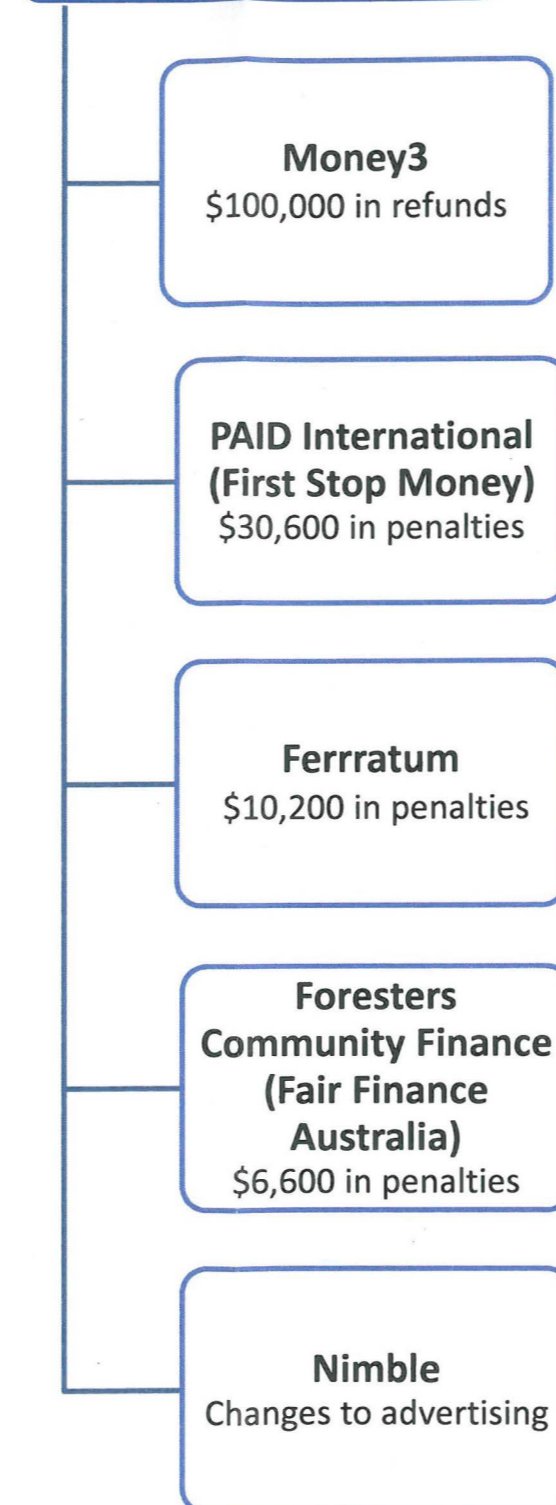 Money3
$100,000 in refunds
PAID International
(First Stop Money)
$30,600 in penalties
Ferrratum
$10,200 in penalties
Foresters
Community Finance
(Fair Finance
Australia)
$6,600 in penalties
Nimble
Changes to advertising